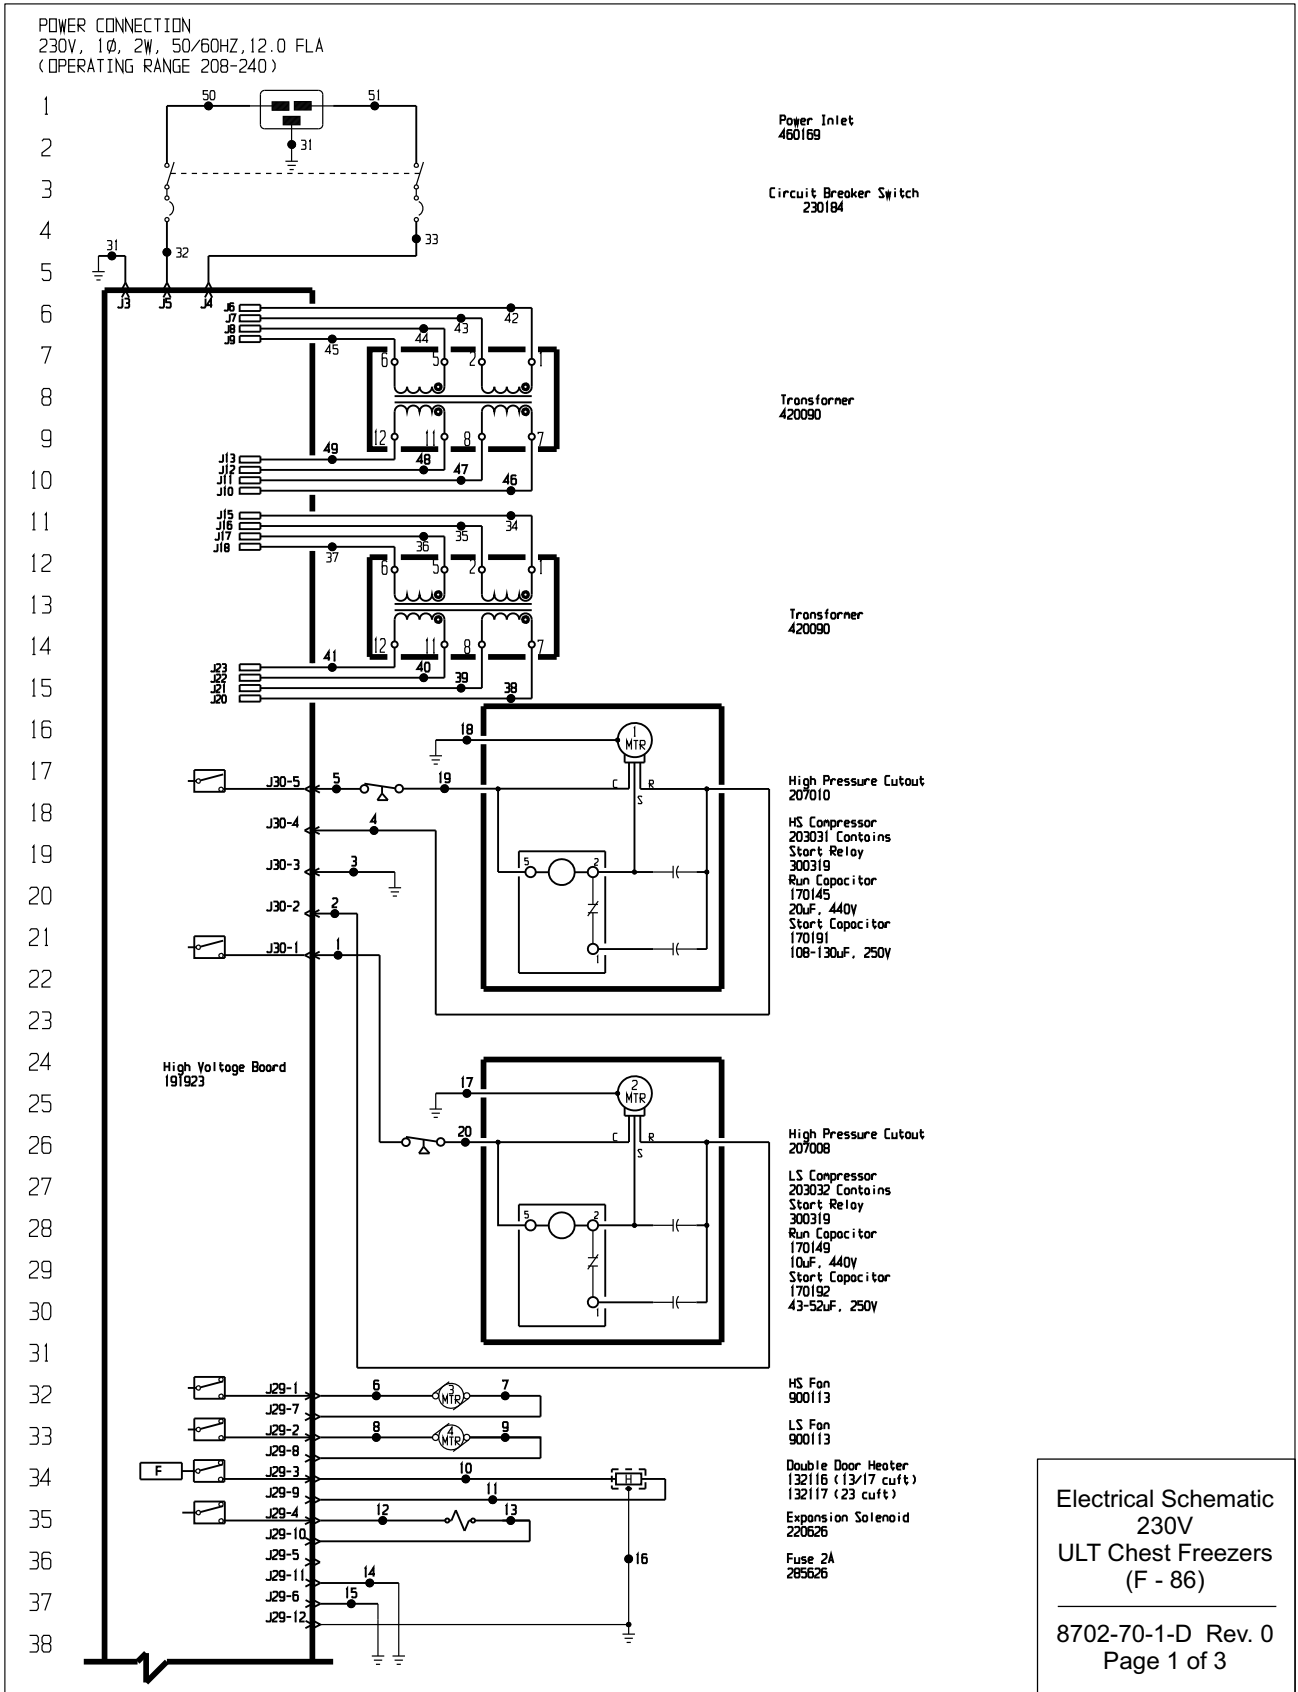 POWER CONNECTION
230V, 1Ø, 2W, 50/60HZ,12.0 FLA
(OPERATING RANGE 208-240)
1
50
51
Power Inlet
460169
2
31
3
Circuit Breaker Switch
230184
4
31
32
33
5
J3
J5
J4
6
J6
J7
J8
J9
42
43
44
45
7
6
5
2
1
8
Transformer
420090
9
12
11
8
7
J13
J12
J11
J10
49
48
47
46
10
11
J15
J16
J17
J18
34
35
36
37
12
6
5
2
1
13
Transformer
420090
14
12
11
8
7
J23
J22
J21
J20
41
40
39
38
15
16
18
1
MTR
17
J30-5
5
19
C
R
S
High Pressure Cutout
207010
18
J30-4
4
HS Compressor
203031 Contains
Start Relay
300319
Run Capacitor
170145
20uF, 440V
Start Capacitor
170191
108-130uF, 250V
19
J30-3
3
5
2
20
J30-2
2
21
J30-1
1
1
22
23
24
High Voltage Board
191923
25
17
2
MTR
26
20
C
R
S
High Pressure Cutout
207008
27
LS Compressor
203032 Contains
Start Relay
300319
Run Capacitor
170149
10uF, 440V
Start Capacitor
170192
43-52uF, 250V
28
5
2
29
30
1
31
32
J29-1
6
3
MTR
7
HS Fan
900113
J29-7
33
J29-2
8
4
MTR
9
LS Fan
900113
J29-8
34
F
J29-3
10
H
Double Door Heater
132116 (13/17 cuft)
132117 (23 cuft)
J29-9
11
35
J29-4
12
13
Expansion Solenoid
220626
J29-10
36
J29-5
16
Fuse 2A
285626
J29-11
14
37
J29-6
15
J29-12
38
Electrical Schematic
230V
ULT Chest Freezers
(F - 86)
8702-70-1-D Rev. 0
Page 1 of 3